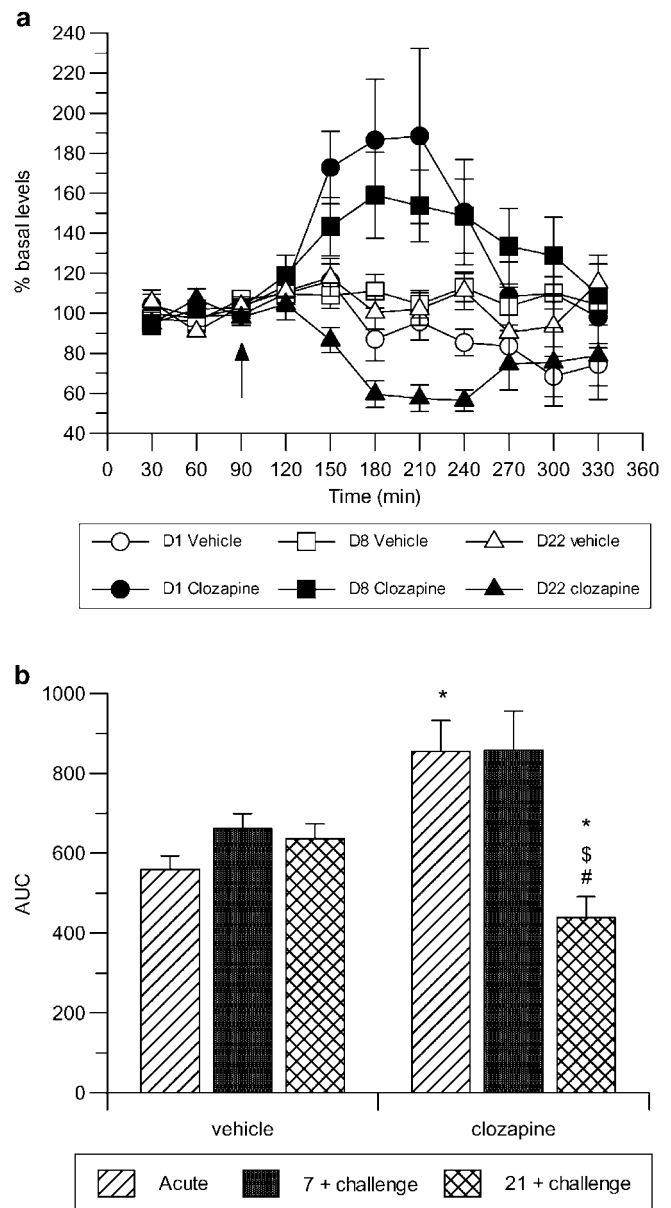 a
240
220
200
180
160
140
120
100
80
60
40
% basal levels
0 30 60 90 120 150 180 210 240 270 300 330 360
Time (min)
D1 Vehicle D8 Vehicle D22 vehicle
D1 Clozapine D8 Clozapine D22 clozapine
b
1000
800
600
400
200
0
AUC
*
*
$
#
vehicle clozapine
Acute 7 + challenge 21 + challenge